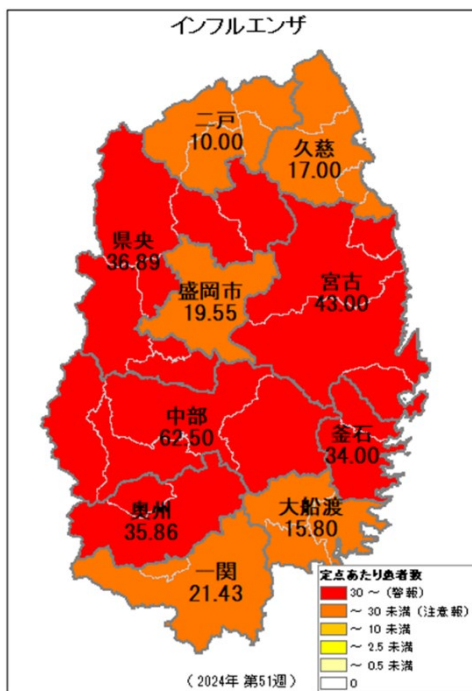 インフルエンザ
二戸
10.00
久慈
17.00
県央
36.89
盛岡市
19.55
宮古
43.00
中部
62.50
釜石
34.00
奥州
35.86
大船渡
15.80
一関
21.43
定点あたり患者数
30 ～ (警報)
～ 30 未満 (注意報)
～ 10 未満
～ 2.5 未満
～ 0.5 未満
0
(2024年 第51週)